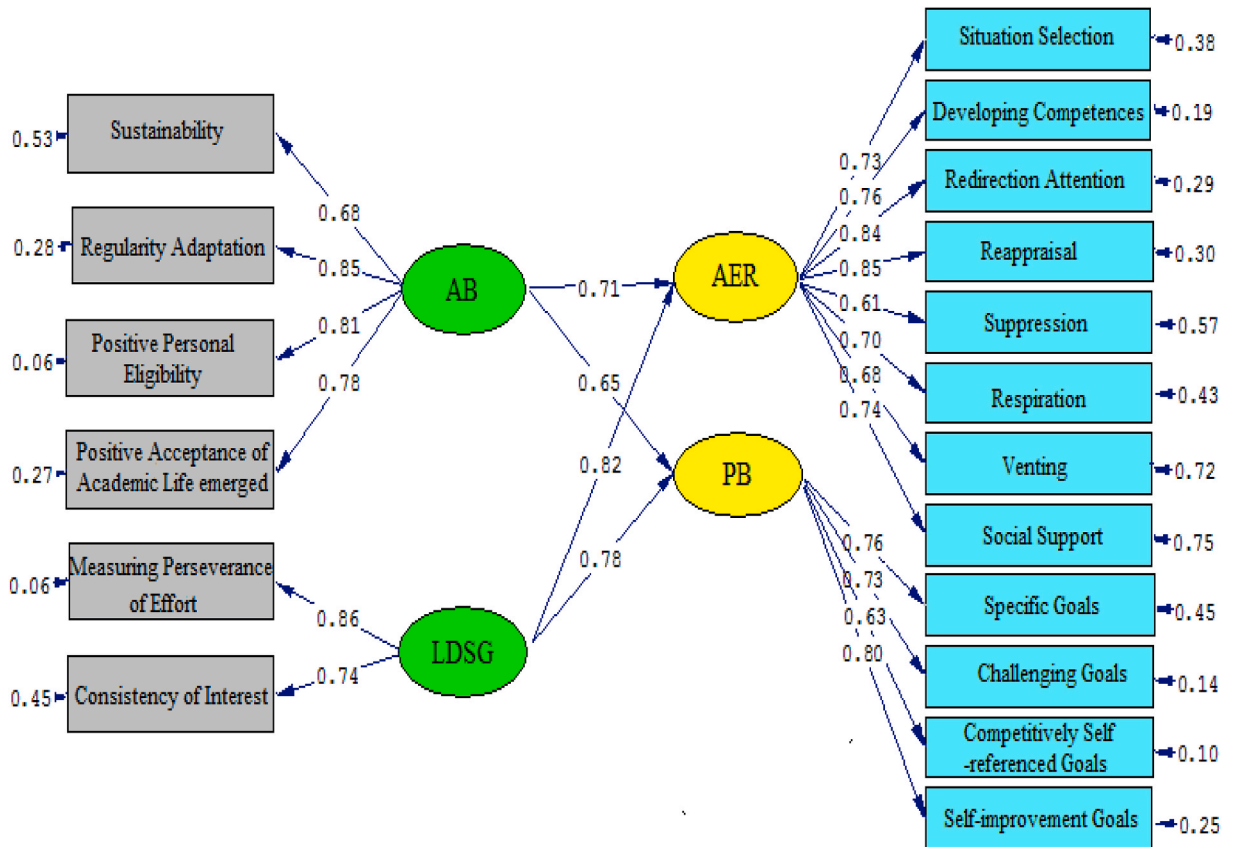 0.53
Sustainability
0.28
Regularity Adaptation
0.06
Positive Personal
Eligibility
0.27
Positive Acceptance of
Academic Life emerged
0.06
Measuring Perseverance
of Effort
0.45
Consistency of Interest
0.68
0.85
0.81
0.78
0.86
0.74
AB
LDSG
0.71
0.65
0.82
0.78
AER
PB
0.73
0.76
0.84
0.85
0.61
0.70
0.68
0.74
0.76
0.73
0.63
0.80
Situation Selection
0.38
Developing Competences
0.19
Redirection Attention
0.29
Reappraisal
0.30
Suppression
0.57
Respiration
0.43
Venting
0.72
Social Support
0.75
Specific Goals
0.45
Challenging Goals
0.14
Competitively Self
-referenced Goals
0.10
Self-improvement Goals
0.25